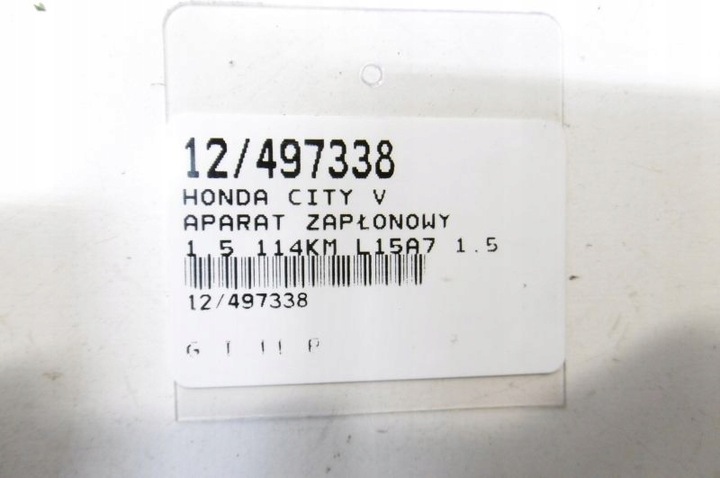 12/497338
HONDA CITY V
APARAT ZAPŁONOWY
1 5 114KM L15A7 1.5
12/497338